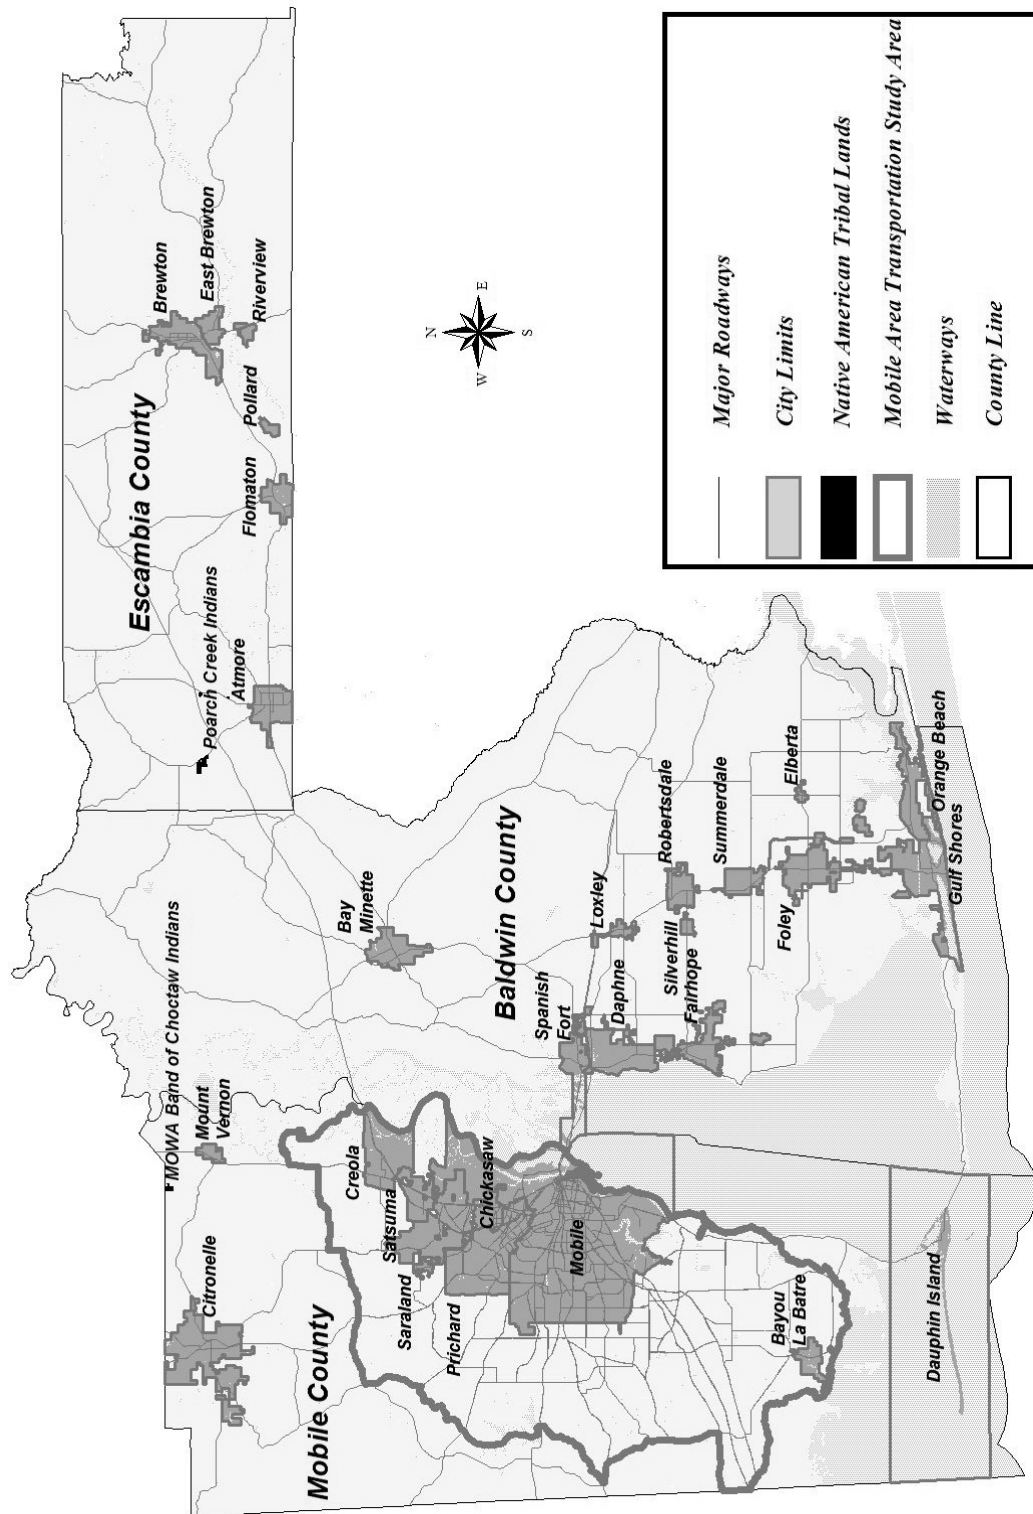 Escambia County
Brewton
East Brewton
Riverview
Pollard
Flomaton
Poarch Creek Indians
Atmore
N
W
E
S
MOWA Band of Choctaw Indians
Mount
Vernon
Citronelle
Mobile County
Creola
Satsuma
Saraland
Chickasaw
Prichard
Mobile
Bayou
La Batre
Dauphin Island
Baldwin County
Bay
Minette
Spanish
Fort
Daphne
Loxley
Silverhill
Fairhope
Robertsdale
Summerdale
Foley
Elberta
Orange Beach
Gulf Shores
Major Roadways
City Limits
Native American Tribal Lands
Mobile Area Transportation Study Area
Waterways
County Line